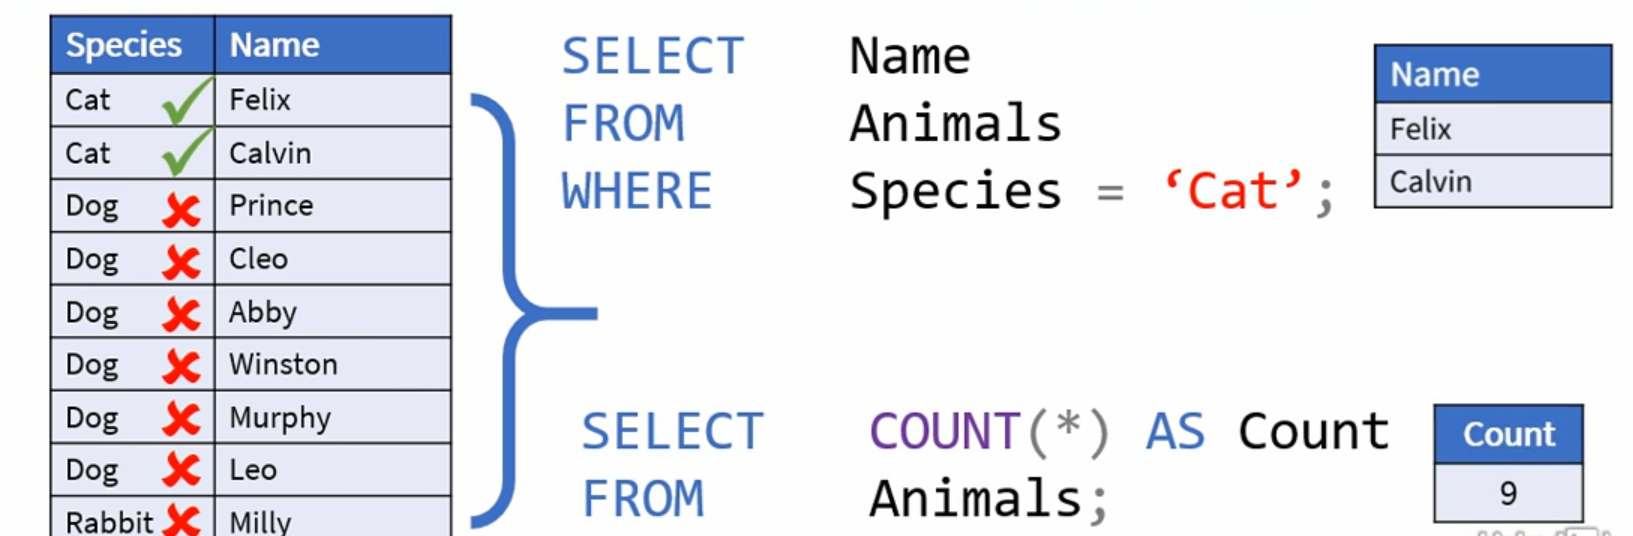 Species Name
Cat Felix
Cat Calvin
Dog Prince
Dog Cleo
Dog Abby
Dog Winston
Dog Murphy
Dog Leo
Rabbit Milly
SELECT Name
FROM Animals
WHERE Species = ‘Cat’;
Name
Felix
Calvin
SELECT COUNT(*) AS Count
FROM Animals;
Count
9